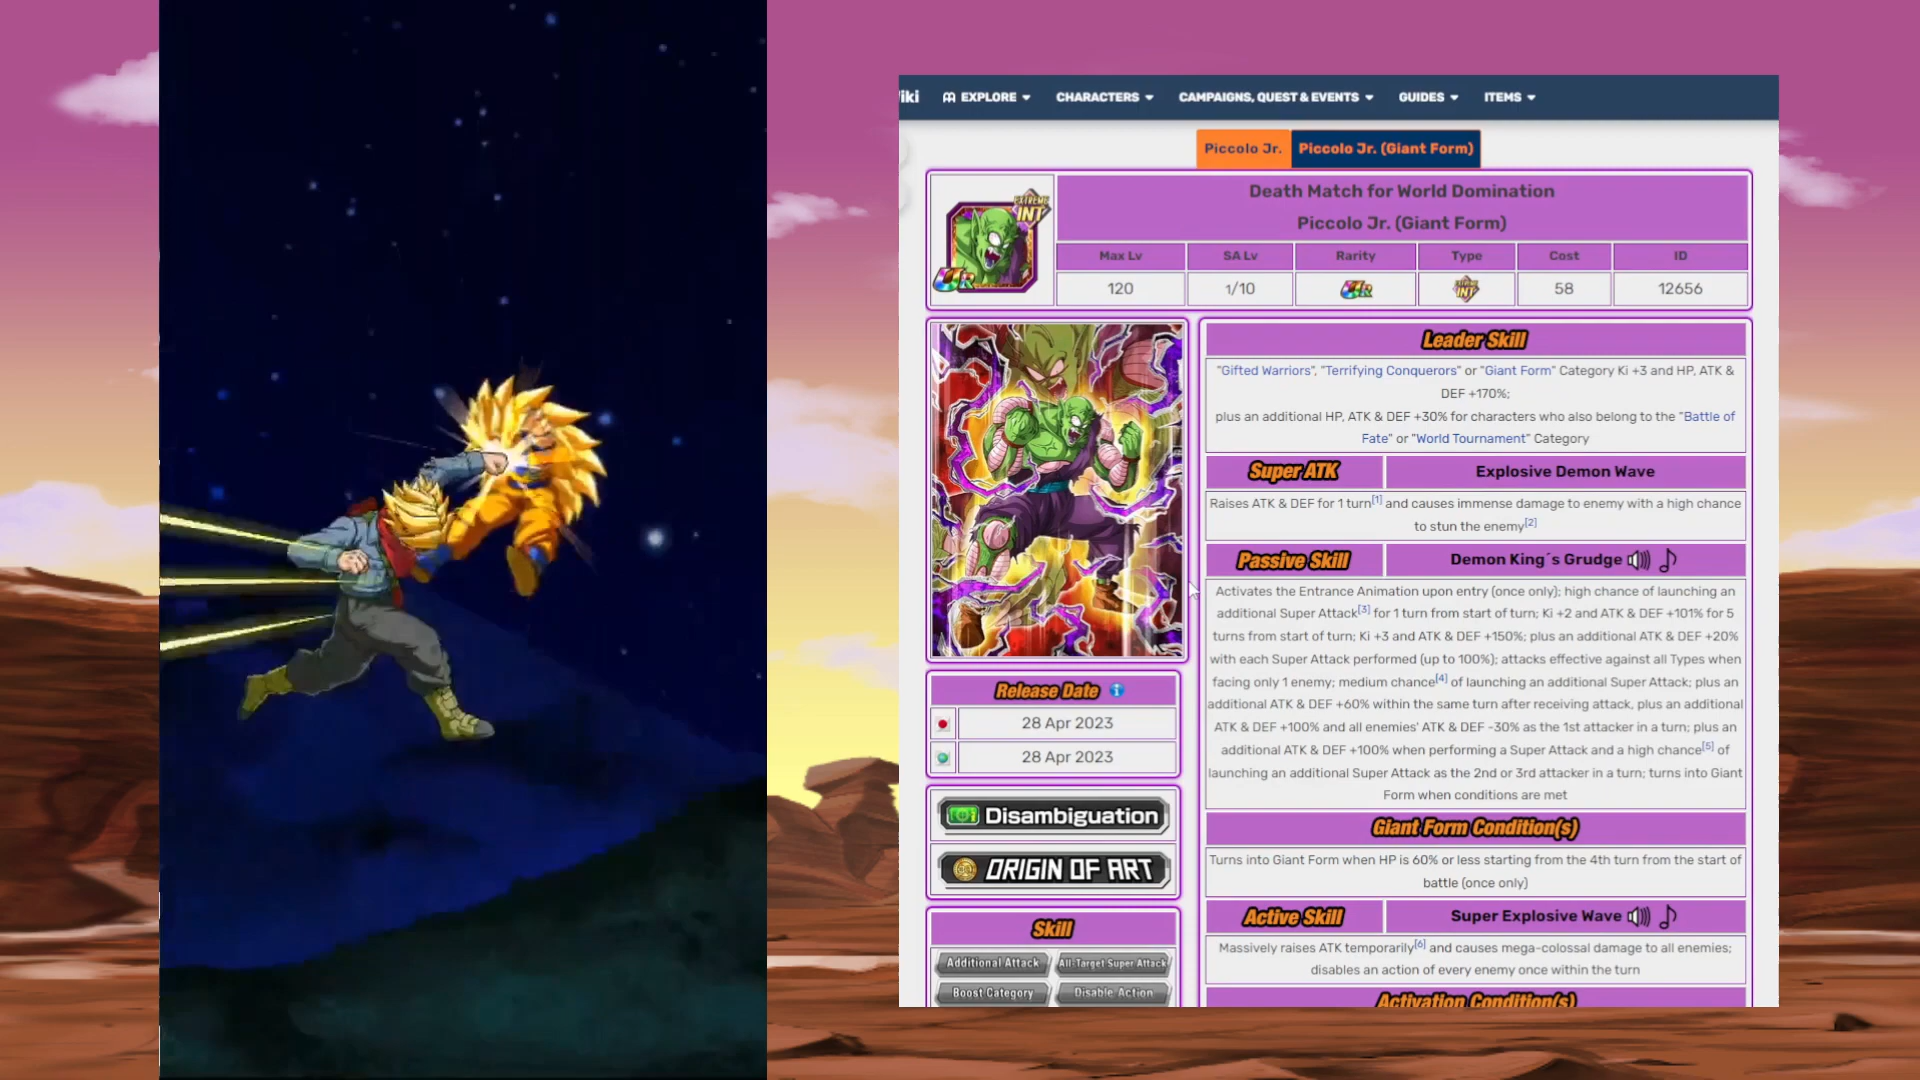 iki
EXPLORE
CHARACTERS
CAMPAIGNS, QUEST & EVENTS
GUIDES
ITEMS
Piccolo Jr.
Piccolo Jr. (Giant Form)
EXTREME
INT
UR
Death Match for World Domination
Piccolo Jr. (Giant Form)
Max Lv
SA Lv
Rarity
Type
Cost
ID
120
1/10
UR
EXTREME
INT
58
12656
Leader Skill
"Gifted Warriors", "Terrifying Conquerors" or "Giant Form" Category Ki +3 and HP, ATK &
DEF +170%;
plus an additional HP, ATK & DEF +30% for characters who also belong to the "Battle of
Fate" or "World Tournament" Category
Super ATK
Explosive Demon Wave
Raises ATK & DEF for 1 turn[1] and causes immense damage to enemy with a high chance
to stun the enemy[2]
Passive Skill
Demon King´s Grudge
Activates the Entrance Animation upon entry (once only); high chance of launching an
additional Super Attack[3] for 1 turn from start of turn; Ki +2 and ATK & DEF +101% for 5
turns from start of turn; Ki +3 and ATK & DEF +150%; plus an additional ATK & DEF +20%
with each Super Attack performed (up to 100%); attacks effective against all Types when
facing only 1 enemy; medium chance[4] of launching an additional Super Attack; plus an
additional ATK & DEF +60% within the same turn after receiving attack, plus an additional
ATK & DEF +100% and all enemies' ATK & DEF -30% as the 1st attacker in a turn; plus an
additional ATK & DEF +100% when performing a Super Attack and a high chance[5] of
launching an additional Super Attack as the 2nd or 3rd attacker in a turn; turns into Giant
Form when conditions are met
Giant Form Condition(s)
Turns into Giant Form when HP is 60% or less starting from the 4th turn from the start of
battle (once only)
Active Skill
Super Explosive Wave
Massively raises ATK temporarily[6] and causes mega-colossal damage to all enemies;
disables an action of every enemy once within the turn
Activation Condition(s)
Release Date
28 Apr 2023
28 Apr 2023
Disambiguation
ORIGIN OF ART
Skill
Additional Attack
All-Target Super Attack
Boost Category
Disable Action